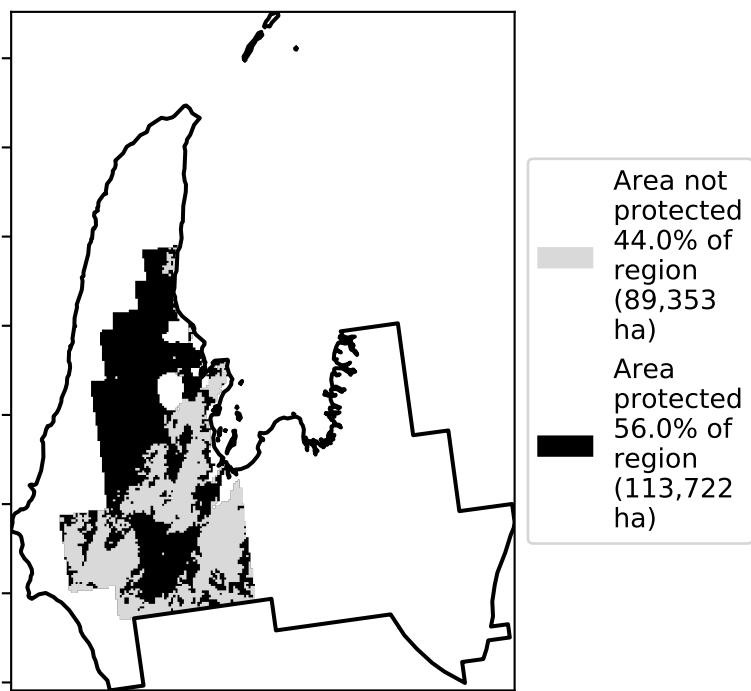 Area not
protected
44.0% of
region
(89,353
ha)
Area
protected
56.0% of
region
(113,722
ha)